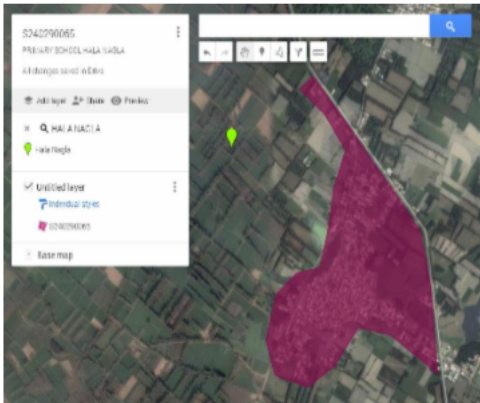 S240290065
PRIMARY SCHOOL HALA NAGLA
All changes saved in Drive
Add layer Share Preview
HALA NAGLA
Hala Nagla
Untitled layer
Individual styles
S240290065
Base map